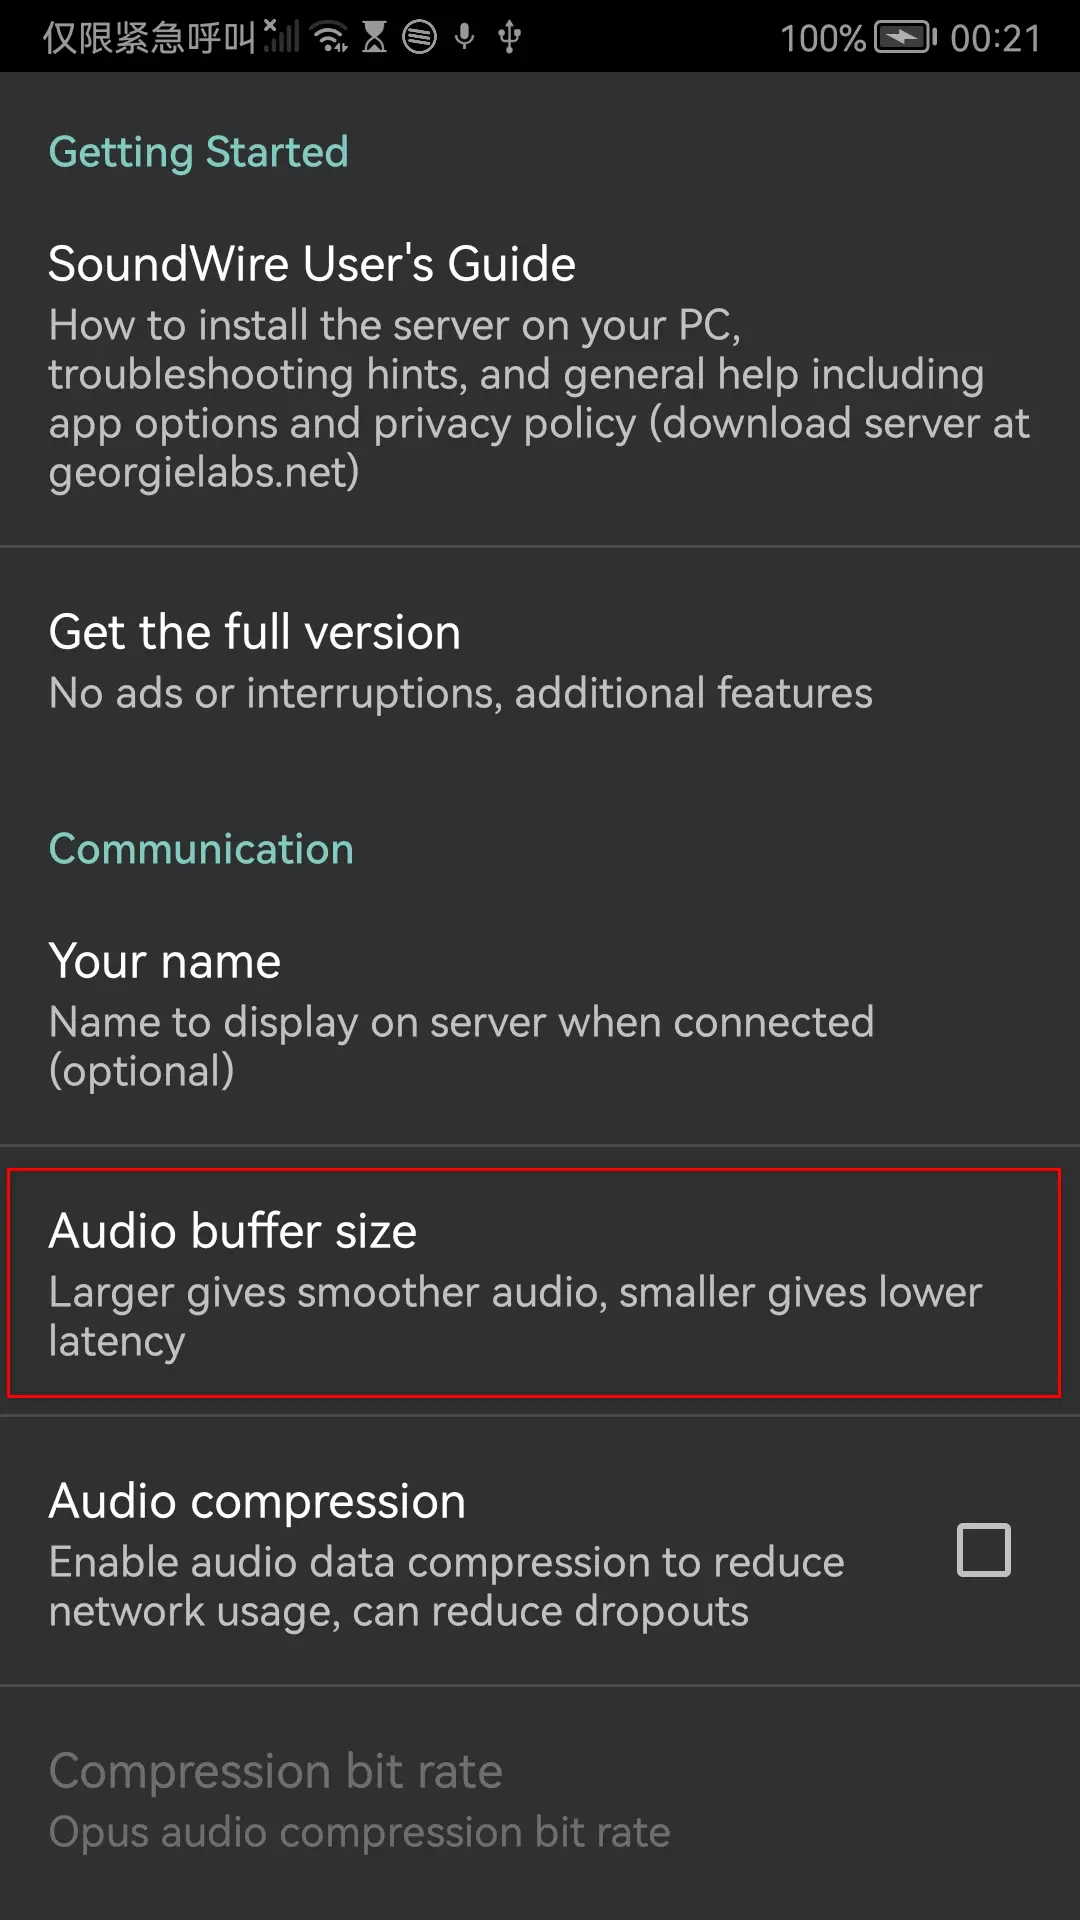 仅限紧急呼叫 100% 00:21
Getting Started
SoundWire User's Guide
How to install the server on your PC,
troubleshooting hints, and general help including
app options and privacy policy (download server at
georgielabs.net)
Get the full version
No ads or interruptions, additional features
Communication
Your name
Name to display on server when connected
(optional)
Audio buffer size
Larger gives smoother audio, smaller gives lower
latency
Audio compression
Enable audio data compression to reduce
network usage, can reduce dropouts
Compression bit rate
Opus audio compression bit rate